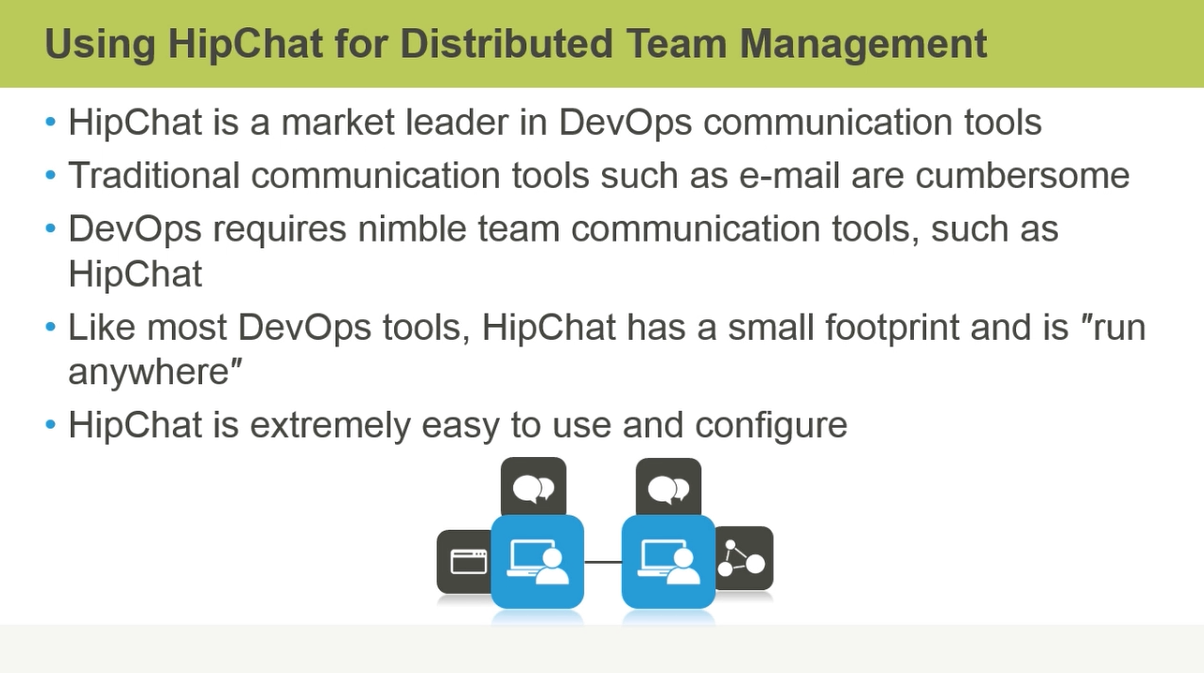 Using HipChat for Distributed Team Management
• HipChat is a market leader in DevOps communication tools
• Traditional communication tools such as e-mail are cumbersome
• DevOps requires nimble team communication tools, such as
HipChat
• Like most DevOps tools, HipChat has a small footprint and is "run
anywhere"
• HipChat is extremely easy to use and configure